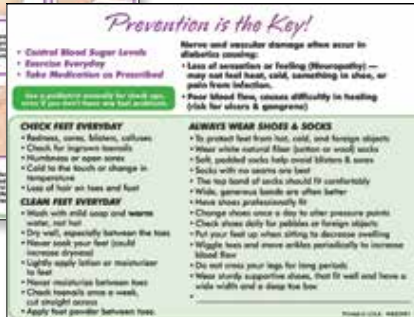 Prevention is the Key!
• Control Blood Sugar Levels
• Exercise Everyday
• Take Medication as Prescribed
See a podiatrist annually for check ups,
even if you don't have any foot problems.
Nerve and vascular damage often occur in
diabetics causing:
• Loss of sensation or feeling (Neuropathy) —
may not feel heat, cold, something in shoe, or
pain from infection.
• Poor blood flow, causes difficulty in healing
(risk for ulcers & gangrene)
CHECK FEET EVERYDAY
• Redness, sores, blisters, calluses
• Check for ingrown toenails
• Numbness or open sores
• Cold to the touch or change in
temperature
• Loss of hair on toes and foot
CLEAN FEET EVERYDAY
• Wash with mild soap and warm
water, not hot
• Dry well, especially between the toes
• Never soak your feet (could
increase dryness)
• Lightly apply lotion or moisturizer
to feet
• Never moisturize between toes
• Check toenails once a week,
cut straight across
• Apply foot powder between toes.
ALWAYS WEAR SHOES & SOCKS
• To protect feet from hot, cold, and foreign objects
• Wear white natural fiber (cotton or wool) socks
• Soft, padded socks help avoid blisters & sores
• Socks with no seams are best
• The top band of socks should fit comfortably
• Wide, generous bands are often better
• Have shoes professionally fit
• Change shoes once a day to alter pressure points
• Check shoes daily for pebbles or foreign objects
• Put your feet up when sitting to decrease swelling
• Wiggle toes and move ankles periodically to increase
blood flow
• Do not cross your legs for long periods
• Wear sturdy supportive shoes, that fit well and have a
wide width and a deep toe box
Printed in U.S.A.